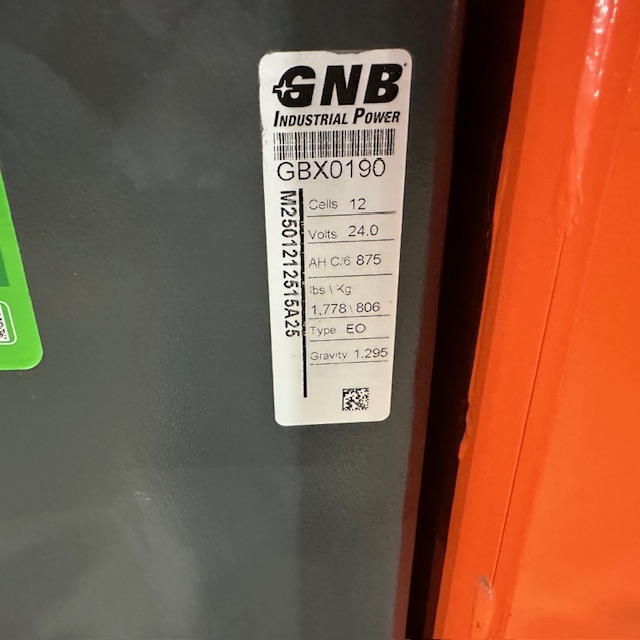 GNB
INDUSTRIAL POWER
GBX0190
M2501212515A25
Cells 12
Volts 24.0
AH C/6 875
lbs \ Kg
1,778 \ 806
Type EO
Gravity 1.295